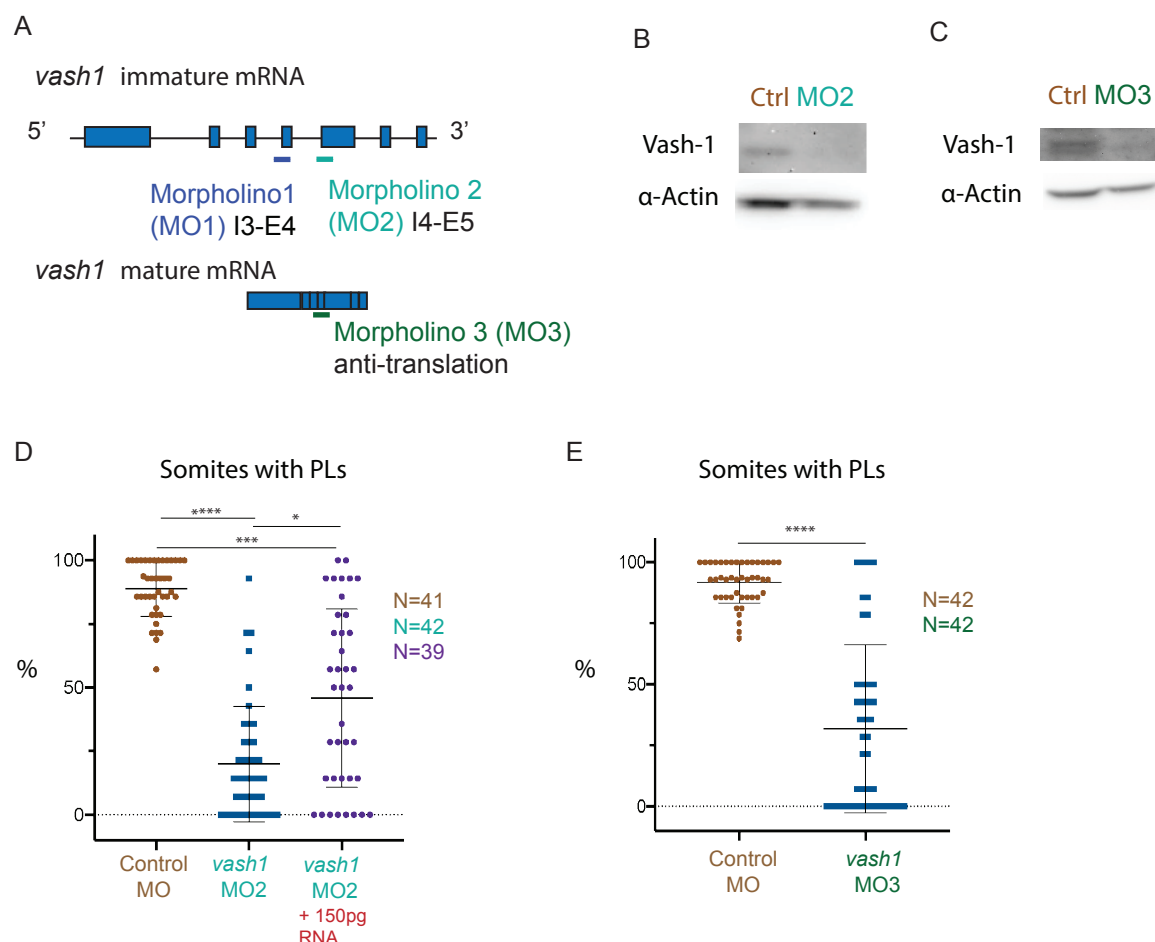 A
vash1 immature mRNA
5’ 3’
Morpholino1
(MO1) I3-E4
Morpholino 2
(MO2) I4-E5
vash1 mature mRNA
Morpholino 3 (MO3)
anti-translation
B
Ctrl MO2
Vash-1
α-Actin
C
Ctrl MO3
Vash-1
α-Actin
D
Somites with PLs
**** *
***
100
50
0
%
N=41
N=42
N=39
Control
MO
vash1
MO2
vash1
MO2
+ 150pg
RNA
E
Somites with PLs
****
100
50
0
%
N=42
N=42
Control
MO
vash1
MO3